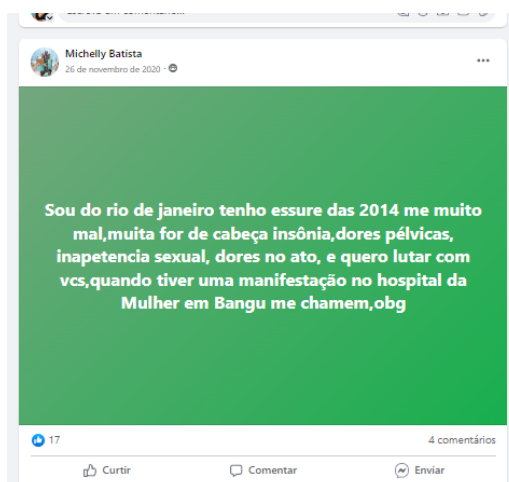 Michelly Batista
26 de novembro de 2020 ·
Sou do rio de janeiro tenho essure das 2014 me muito
mal,muita for de cabeça insônia,dores pélvicas,
inapetencia sexual, dores no ato, e quero lutar com
vcs,quando tiver uma manifestação no hospital da
Mulher em Bangu me chamem,obg
17
4 comentários
Curtir
Comentar
Enviar